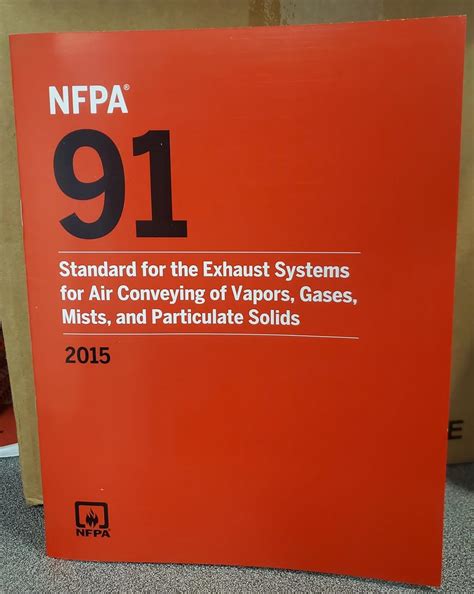 NFPA®
91
Standard for the Exhaust Systems
for Air Conveying of Vapors, Gases,
Mists, and Particulate Solids
2015
NFPA®
E